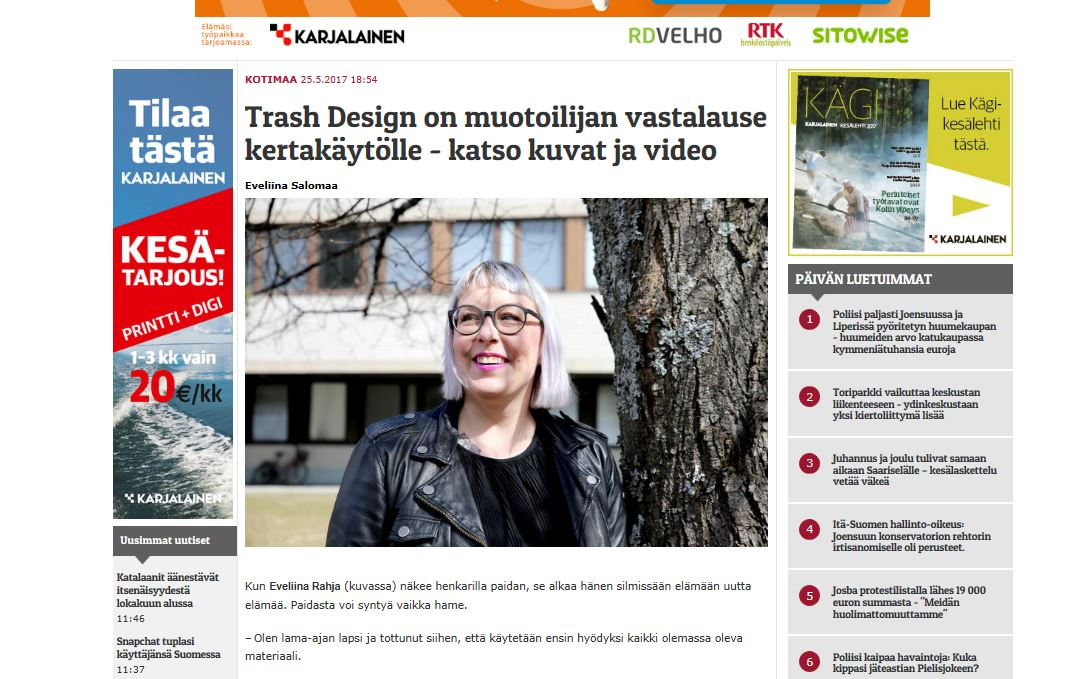 Elämäsi
työpaikkaa
tarjoamassa:
KARJALAINEN
RDVELHO
RTK
henkilöstöpalvelu
SITOWISE
Tilaa
tästä
KARJALAINEN
KESÄ-
TARJOUS!
PRINTTI + DIGI
1–3 kk vain
20€/kk
KARJALAINEN
Uusimmat uutiset
Katalaanit äänestävät
itsenäisyydestä
lokakuun alussa
11:46
Snapchat tuplasi
käyttäjänsä Suomessa
11:37
KOTIMAA 25.5.2017 18:54
Trash Design on muotoilijan vastalause
kertakäytölle - katso kuvat ja video
Eveliina Salomaa
Kun Eveliina Rahja (kuvassa) näkee henkarilla paidan, se alkaa hänen silmissään elämään uutta
elämää. Paidasta voi syntyä vaikka hame.
– Olen lama-ajan lapsi ja tottunut siihen, että käytetään ensin hyödyksi kaikki olemassa oleva
materiaali.
KÄGI
KARJALAINEN KESÄLEHTI 2017
Perinteiset
työtavat ovat
Kolin ylpeys
Lue Kägi-
kesälehti
tästä.
KARJALAINEN
PÄIVÄN LUETUIMMAT
1
Poliisi paljasti Joensuussa ja
Liperissä pyöritetyn huumekaupan
- huumeiden arvo katukaupassa
kymmeniätuhansia euroja
2
Toriparkki vaikuttaa keskustan
liikenteeseen - ydinkeskustaan
yksi kiertoliittymä lisää
3
Juhannus ja joulu tulivat samaan
aikaan Saariselälle – kesälaskettelu
vetää väkeä
4
Itä-Suomen hallinto-oikeus:
Joensuun konservatorion rehtorin
irtisanomiselle oli perusteet.
5
Josba protestilistalla lähes 19 000
euron summasta - "Meidän
huolimattomuuttamme"
6
Poliisi kaipaa havaintoja: Kuka
kippasi jäteastian Pielisjokeen?